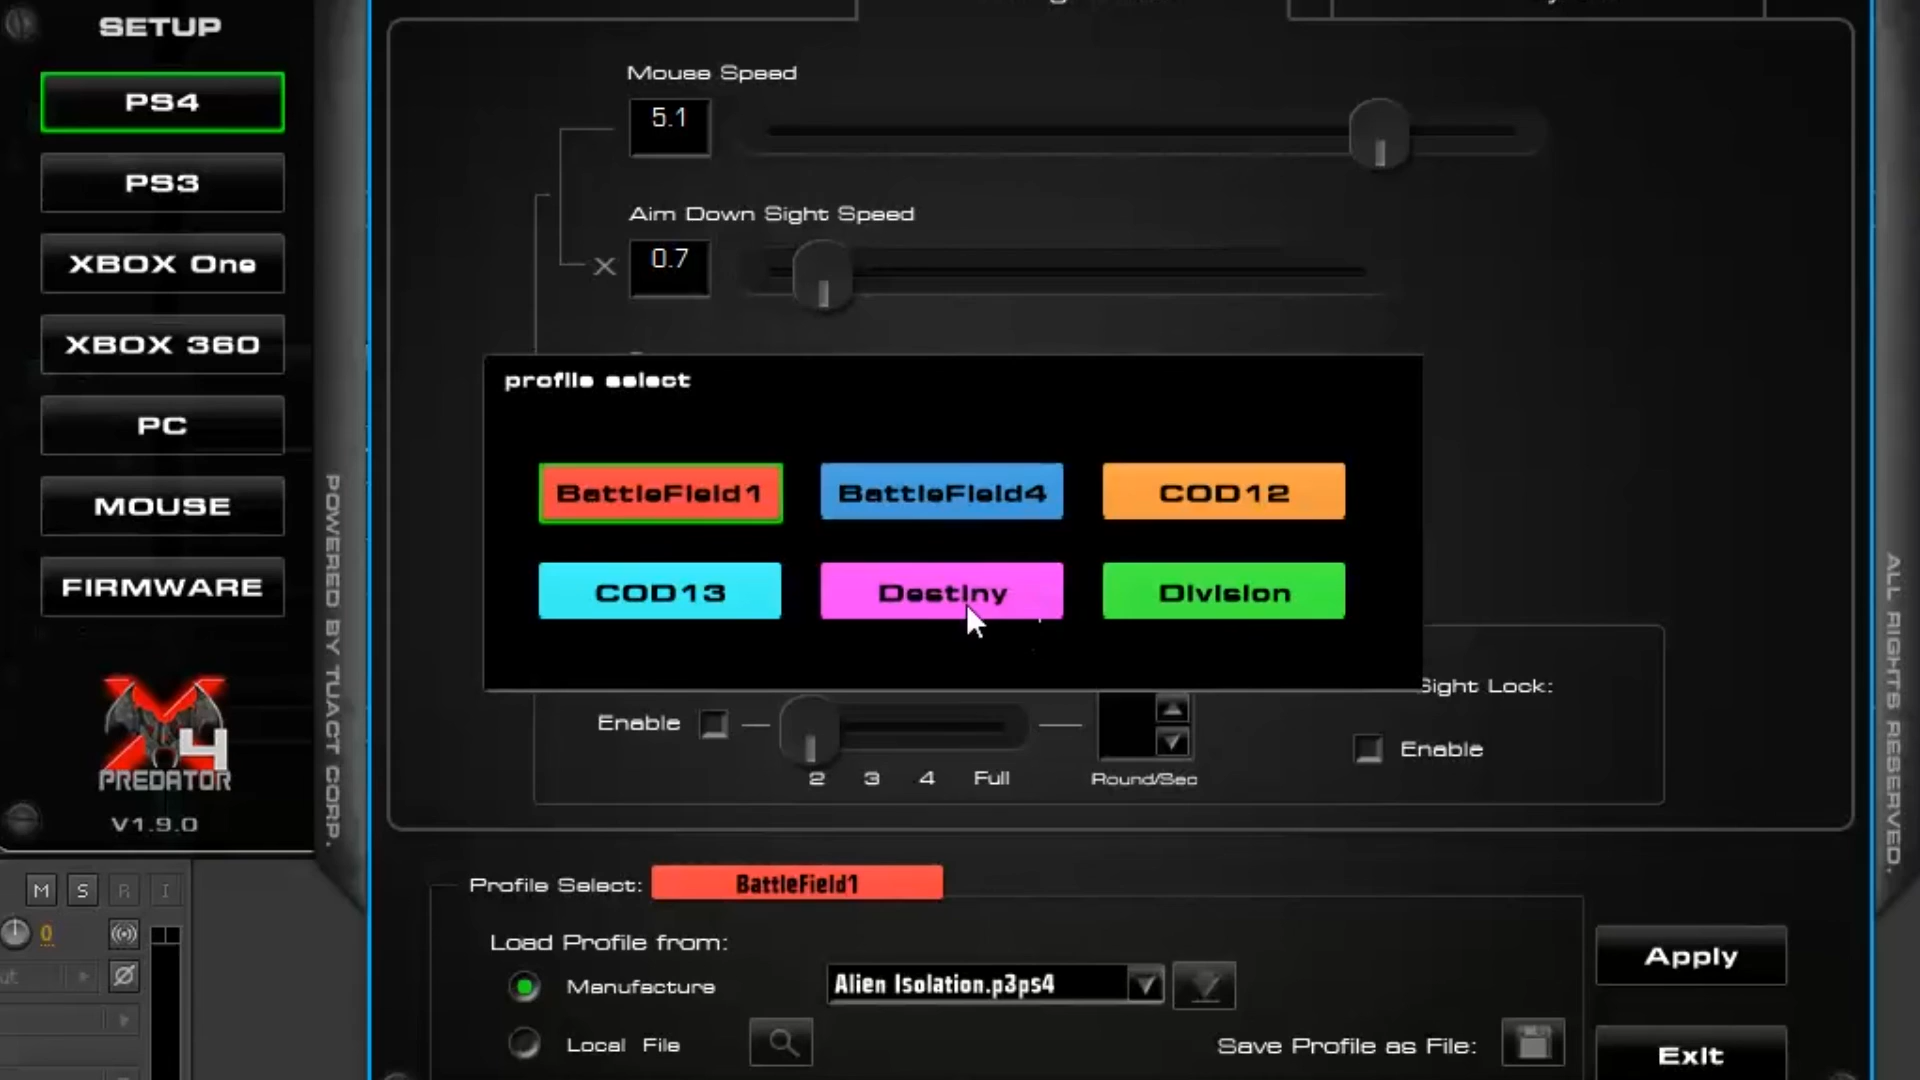 SETUP
PS4
PS3
XBOX One
XBOX 360
PC
MOUSE
FIRMWARE
X4
PREDATOR
V1.9.0
POWERED BY TUACT CORP.
Mouse Speed
5.1
Aim Down Sight Speed
X
0.7
profile select
BattleField1
BattleField4
COD12
COD13
Destiny
Division
Sight Lock:
Enable
2 3 4 Full
Round/Sec
Enable
Profile Select:
BattleField1
Load Profile from:
Manufacture
Alien Isolation.p3ps4
Local File
Save Profile as File:
Apply
Exit
ALL RIGHTS RESERVED.
M S R I
0